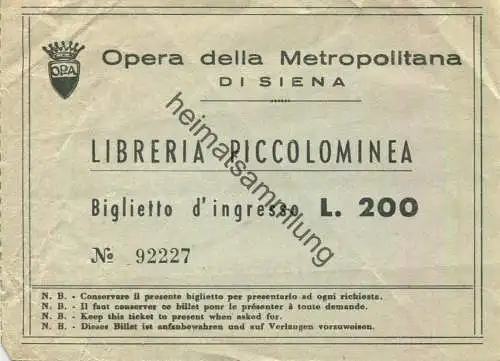 OPA
Opera della Metropolitana
DI SIENA
LIBRERIA PICCOLOMINEA
Biglietto d'ingresso L. 200
№ 92227
heimatsammlung
N. B. - Conservare il presente biglietto per presentarlo ad ogni richiesta.
N. B. - Il faut conserver ce billet pour le présenter à toute demande.
N. B. - Keep this ticket to present when asked for.
N. B. - Dieses Billet ist anfanbewahren und auf Verlangen vorzuweisen.